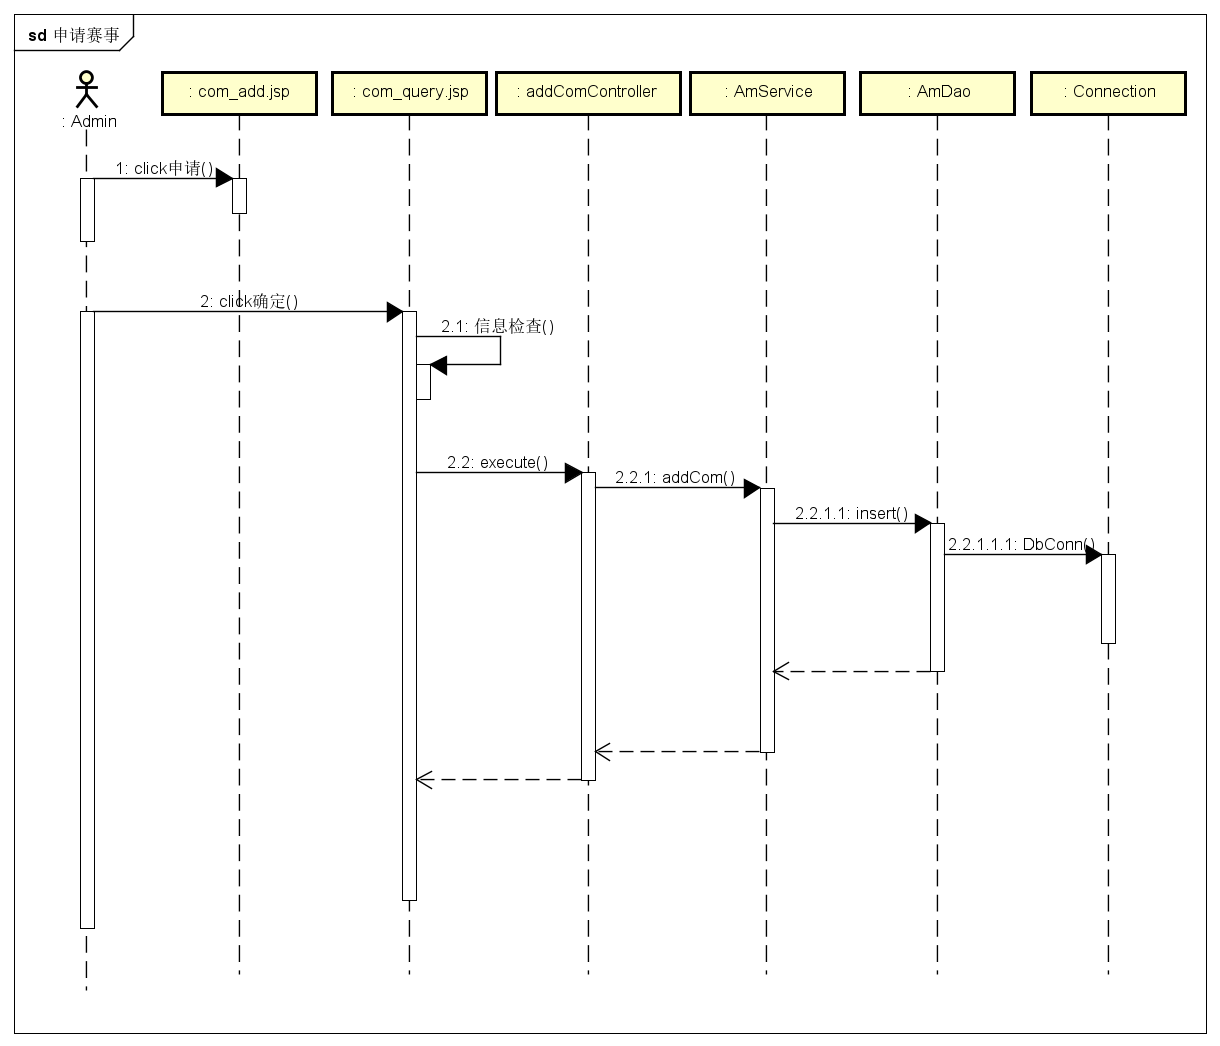 sd 申请赛事
: Admin
: com_add.jsp
: com_query.jsp
: addComController
: AmService
: AmDao
: Connection
1: click申请()
2: click确定()
2.1: 信息检查()
2.2: execute()
2.2.1: addCom()
2.2.1.1: insert()
2.2.1.1.1: DbConn()